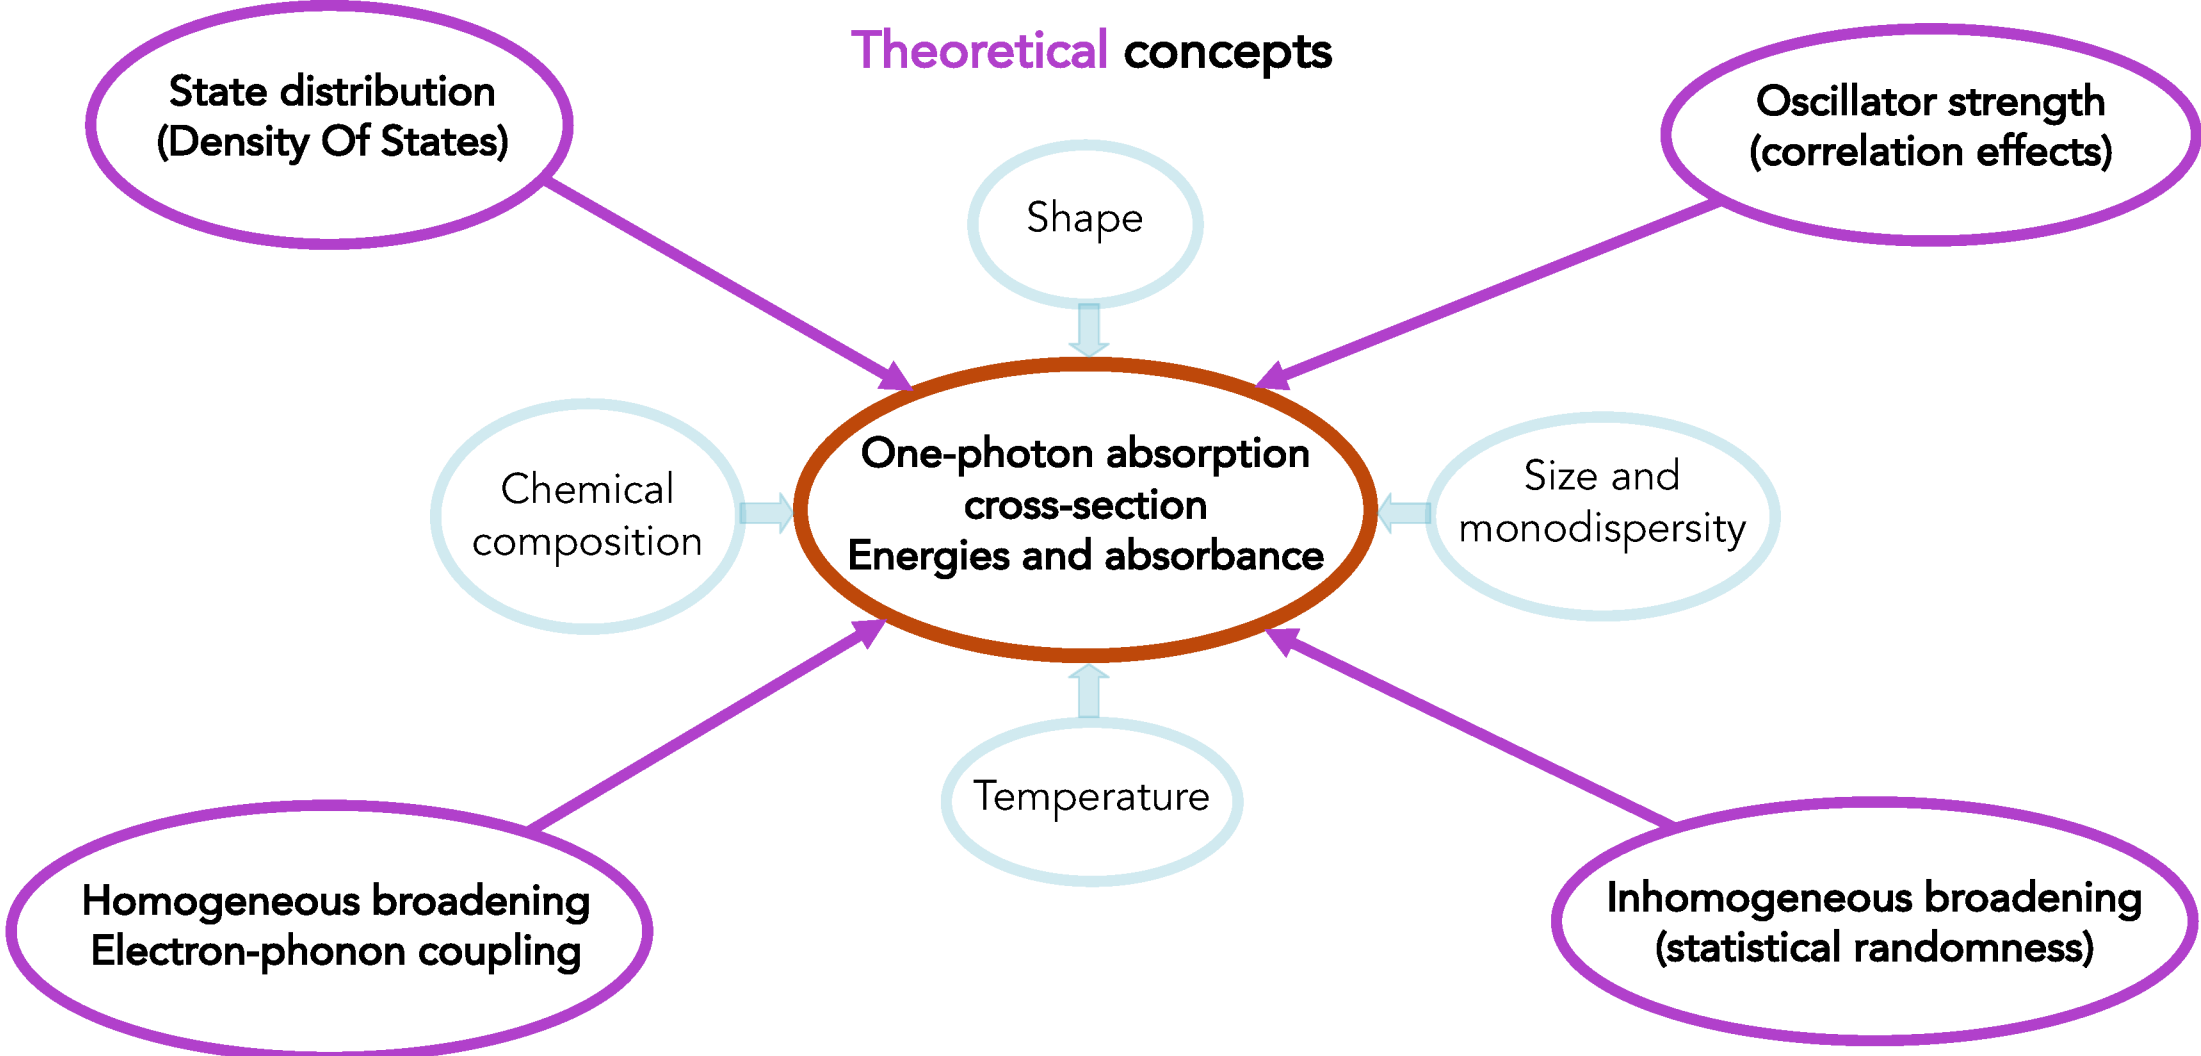 Theoretical concepts
State distribution
(Density Of States)
Oscillator strength
(correlation effects)
Shape
Chemical
composition
One-photon absorption
cross-section
Energies and absorbance
Size and
monodispersity
Temperature
Homogeneous broadening
Electron-phonon coupling
Inhomogeneous broadening
(statistical randomness)